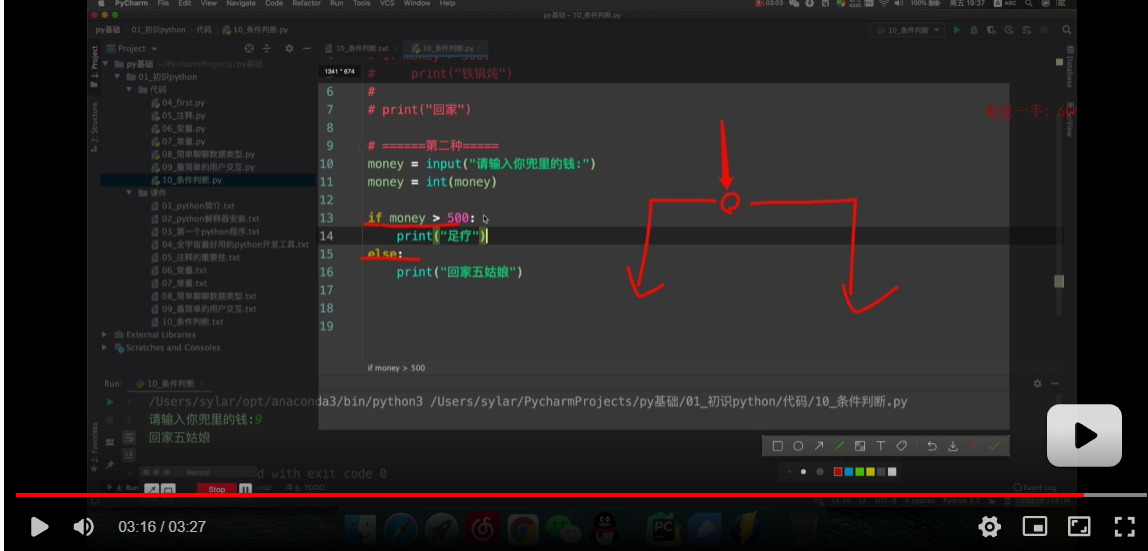 PyCharm File Edit View Navigate Code Refactor Run Tools VCS Window Help
03:03 100% 周五 19:37 ABC
py基础 – 10_条件判断.py
py基础 01_初识python 代码 10_条件判断.py
10_条件判断
Project
10_条件判断.txt
10_条件判断.py
1: Project
Z: Structure
2: Favorites
Database
py基础 ~/PycharmProjects/py基础
01_初识python
代码
04_first.py
05_注释.py
06_变量.py
07_常量.py
08_简单聊聊数据类型.py
09_最简单的用户交互.py
10_条件判断.py
课件
01_python简介.txt
02_python解释器安装.txt
03_第一个python程序.txt
04_全宇宙最好用的python开发工具.txt
05_注释的重要性.txt
06_变量.txt
07_常量.txt
08_简单聊聊数据类型.txt
09_最简单的用户交互.txt
10_条件判断.txt
External Libraries
Scratches and Consoles
1341 * 674
# print("铁锅炖")
6 #
7 # print("回家")
8
9 # ======第二种=====
10 money = input("请输入你兜里的钱:")
11 money = int(money)
12
13 if money > 500:
14 print("足疗")
15 else:
16 print("回家五姑娘")
17
18
19
if money > 500
Run: 10_条件判断
/Users/sylar/opt/anaconda3/bin/python3 /Users/sylar/PycharmProjects/py基础/01_初识python/代码/10_条件判断.py
请输入你兜里的钱:9
回家五姑娘
d with exit code 0
Record
4: Run
Stop
TODO
Event Log
03:16 / 03:27